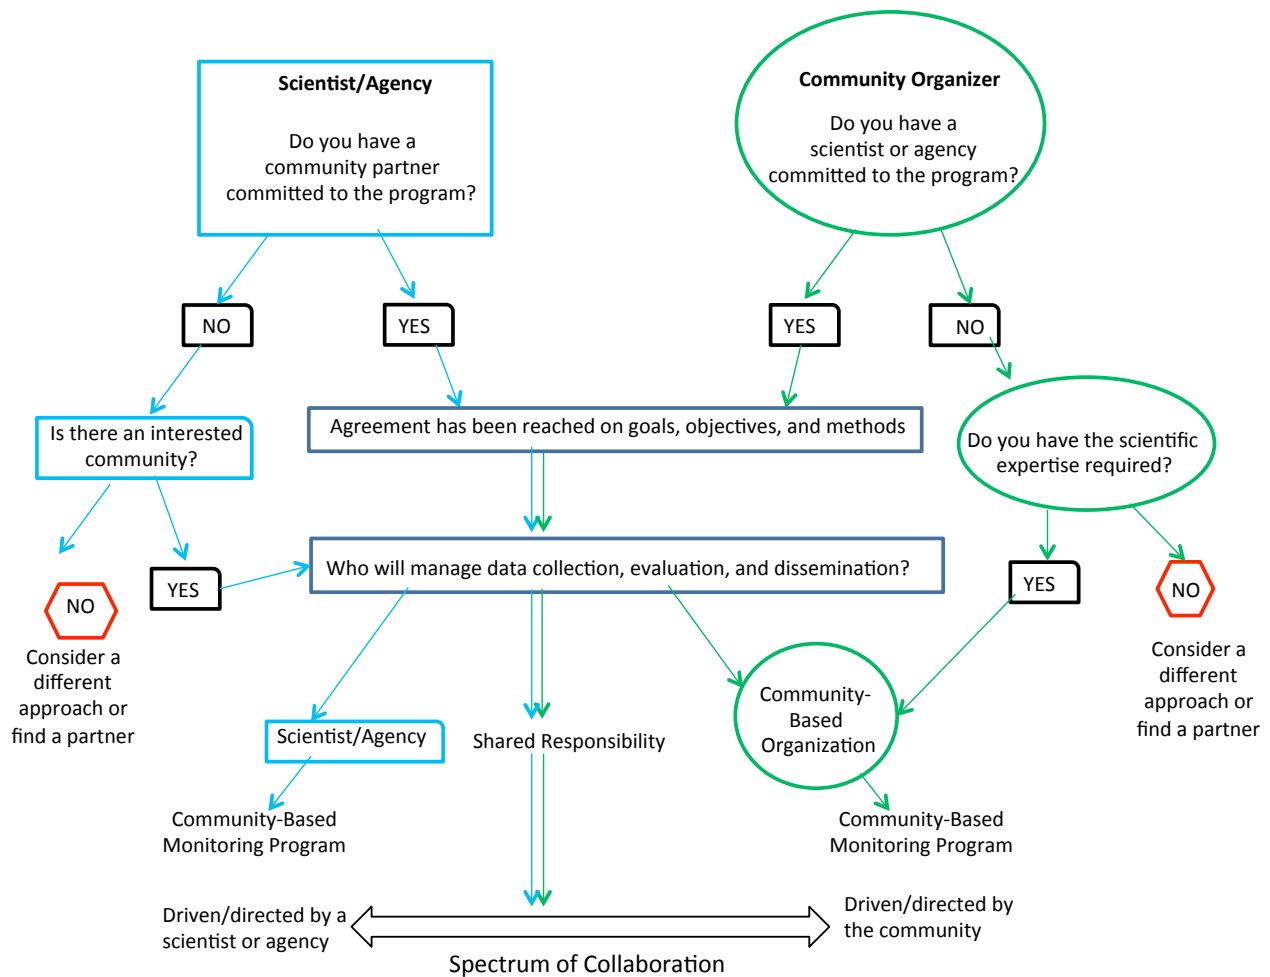 Scientist/Agency
Do you have a
community partner
committed to the program?
Community Organizer
Do you have a
scientist or agency
committed to the program?
NO
YES
YES
NO
Is there an interested
community?
Agreement has been reached on goals, objectives, and methods
Do you have the scientific
expertise required?
NO
Consider a
different
approach or
find a partner
YES
Who will manage data collection, evaluation, and dissemination?
YES
NO
Consider a
different
approach or
find a partner
Scientist/Agency
Shared Responsibility
Community-
Based
Organization
Community-Based
Monitoring Program
Community-Based
Monitoring Program
Driven/directed by a
scientist or agency
Driven/directed by
the community
Spectrum of Collaboration